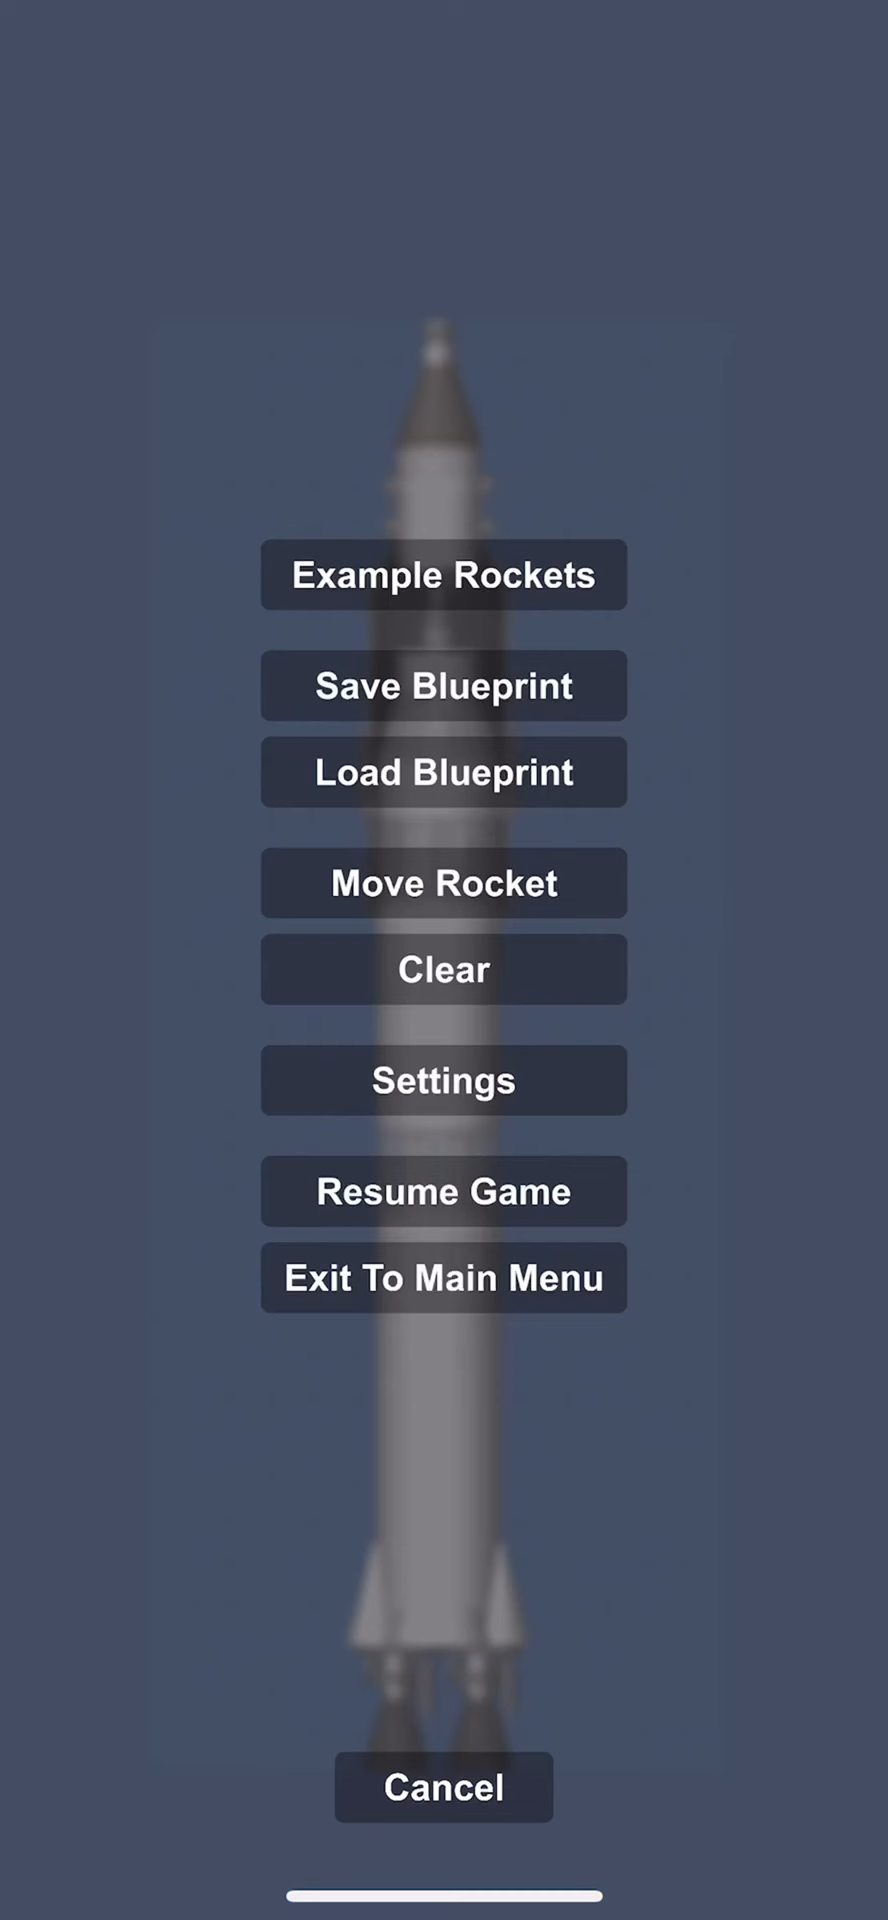 Example Rockets
Save Blueprint
Load Blueprint
Move Rocket
Clear
Settings
Resume Game
Exit To Main Menu
Cancel